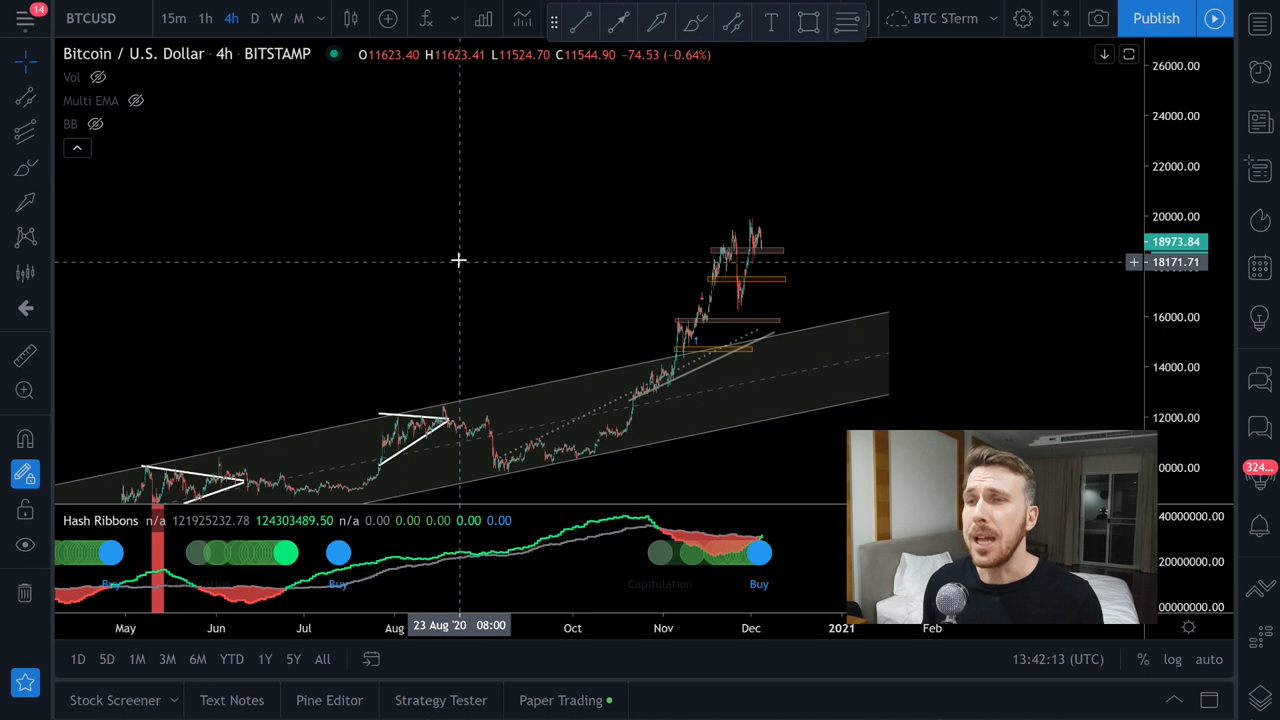 14
BTCUSD 15m 1h 4h D W M BTC STerm Publish
Bitcoin / U.S. Dollar · 4h · BITSTAMP O11623.40 H11623.41 L11524.70 C11544.90 −74.53 (−0.64%)
Vol
Multi EMA
BB
26000.00
24000.00
22000.00
20000.00
18973.84
18171.71
16000.00
14000.00
12000.00
Hash Ribbons n/a 121925232.78 124303489.50 n/a 0.00 0.00 0.00 0.00 0.00
324...
Buy Buy Capitulation Buy
May Jun Jul Aug 23 Aug '20 08:00 Oct Nov Dec 2021 Feb
1D 5D 1M 3M 6M YTD 1Y 5Y All 13:42:13 (UTC) % log auto
Stock Screener Text Notes Pine Editor Strategy Tester Paper Trading